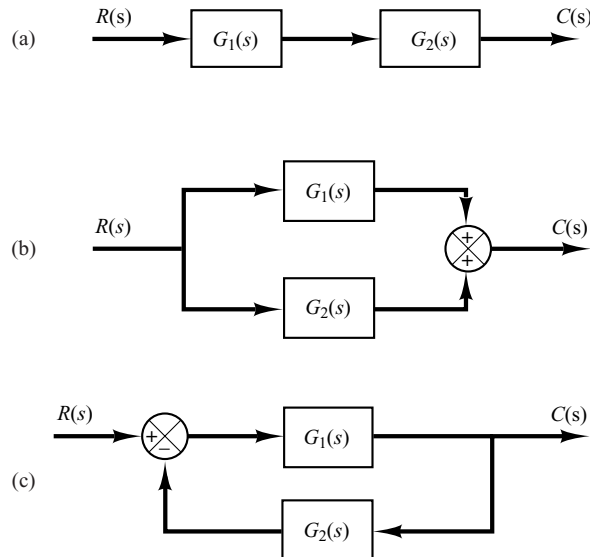 (a) R(s) G₁(s) G₂(s) C(s)
G₁(s)
(b) R(s) + + C(s)
G₂(s)
R(s) + − G₁(s) C(s)
(c)
G₂(s)